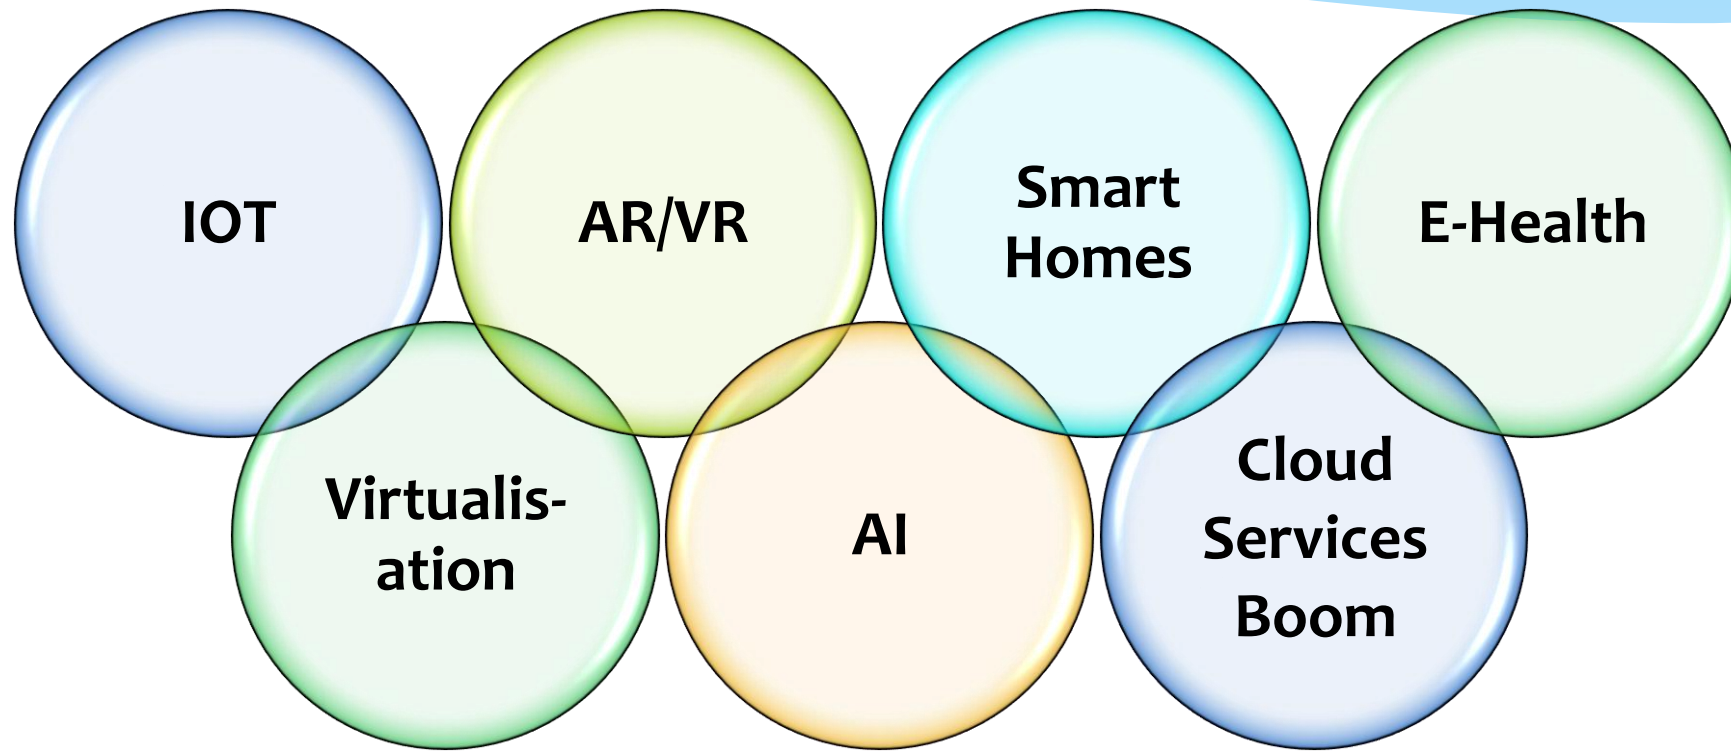 IOT
AR/VR
Smart
Homes
E-Health
Virtualis-
ation
AI
Cloud
Services
Boom